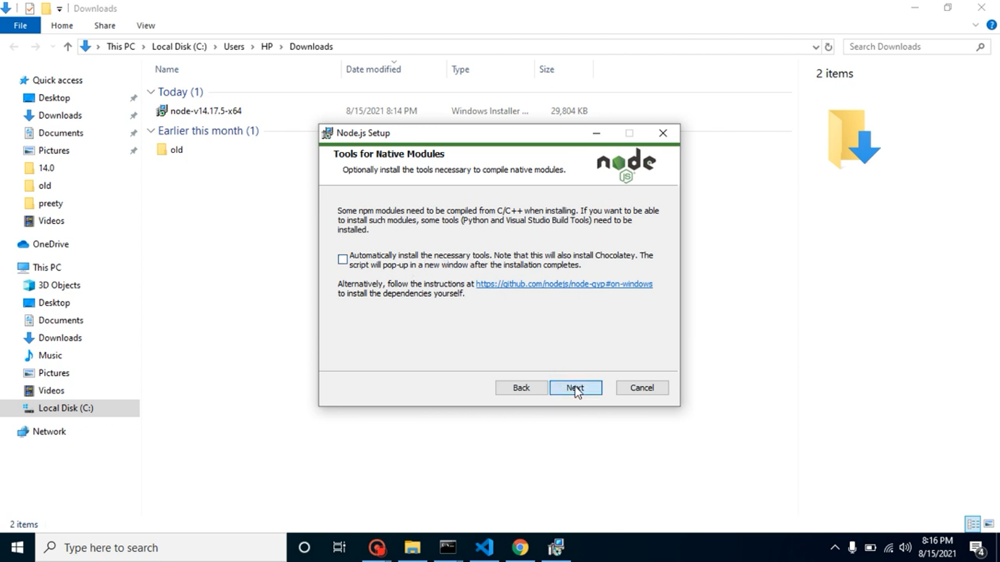 Downloads
File Home Share View
This PC Local Disk (C:) Users HP Downloads
Search Downloads
Quick access
Desktop
Downloads
Documents
Pictures
14.0
old
preety
Videos
OneDrive
This PC
3D Objects
Desktop
Documents
Downloads
Music
Pictures
Videos
Local Disk (C:)
Network
Name Date modified Type Size
Today (1)
node-v14.17.5-x64 8/15/2021 8:14 PM Windows Installer ... 29,804 KB
Earlier this month (1)
old
2 items
Node.js Setup
Tools for Native Modules
Optionally install the tools necessary to compile native modules.
node
JS
Some npm modules need to be compiled from C/C++ when installing. If you want to be able
to install such modules, some tools (Python and Visual Studio Build Tools) need to be
installed.
Automatically install the necessary tools. Note that this will also install Chocolatey. The
script will pop-up in a new window after the installation completes.
Alternatively, follow the instructions at https://github.com/nodejs/node-gyp#on-windows
to install the dependencies yourself.
Back Next Cancel
2 items
Type here to search
8:16 PM
8/15/2021
4